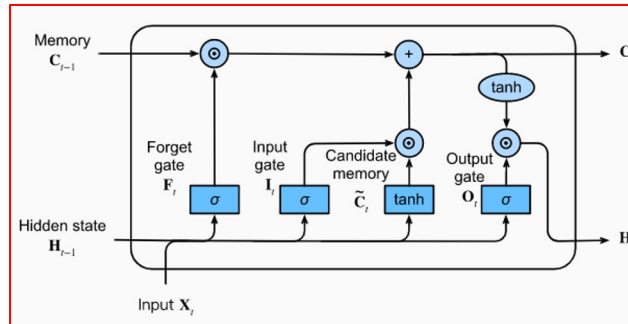 Memory
C_{t-1}
C
tanh
Forget gate
F_t
Input gate
I_t
Candidate memory
C̃_t
Output gate
O_t
σ
σ
tanh
σ
Hidden state
H_{t-1}
H
Input X_t